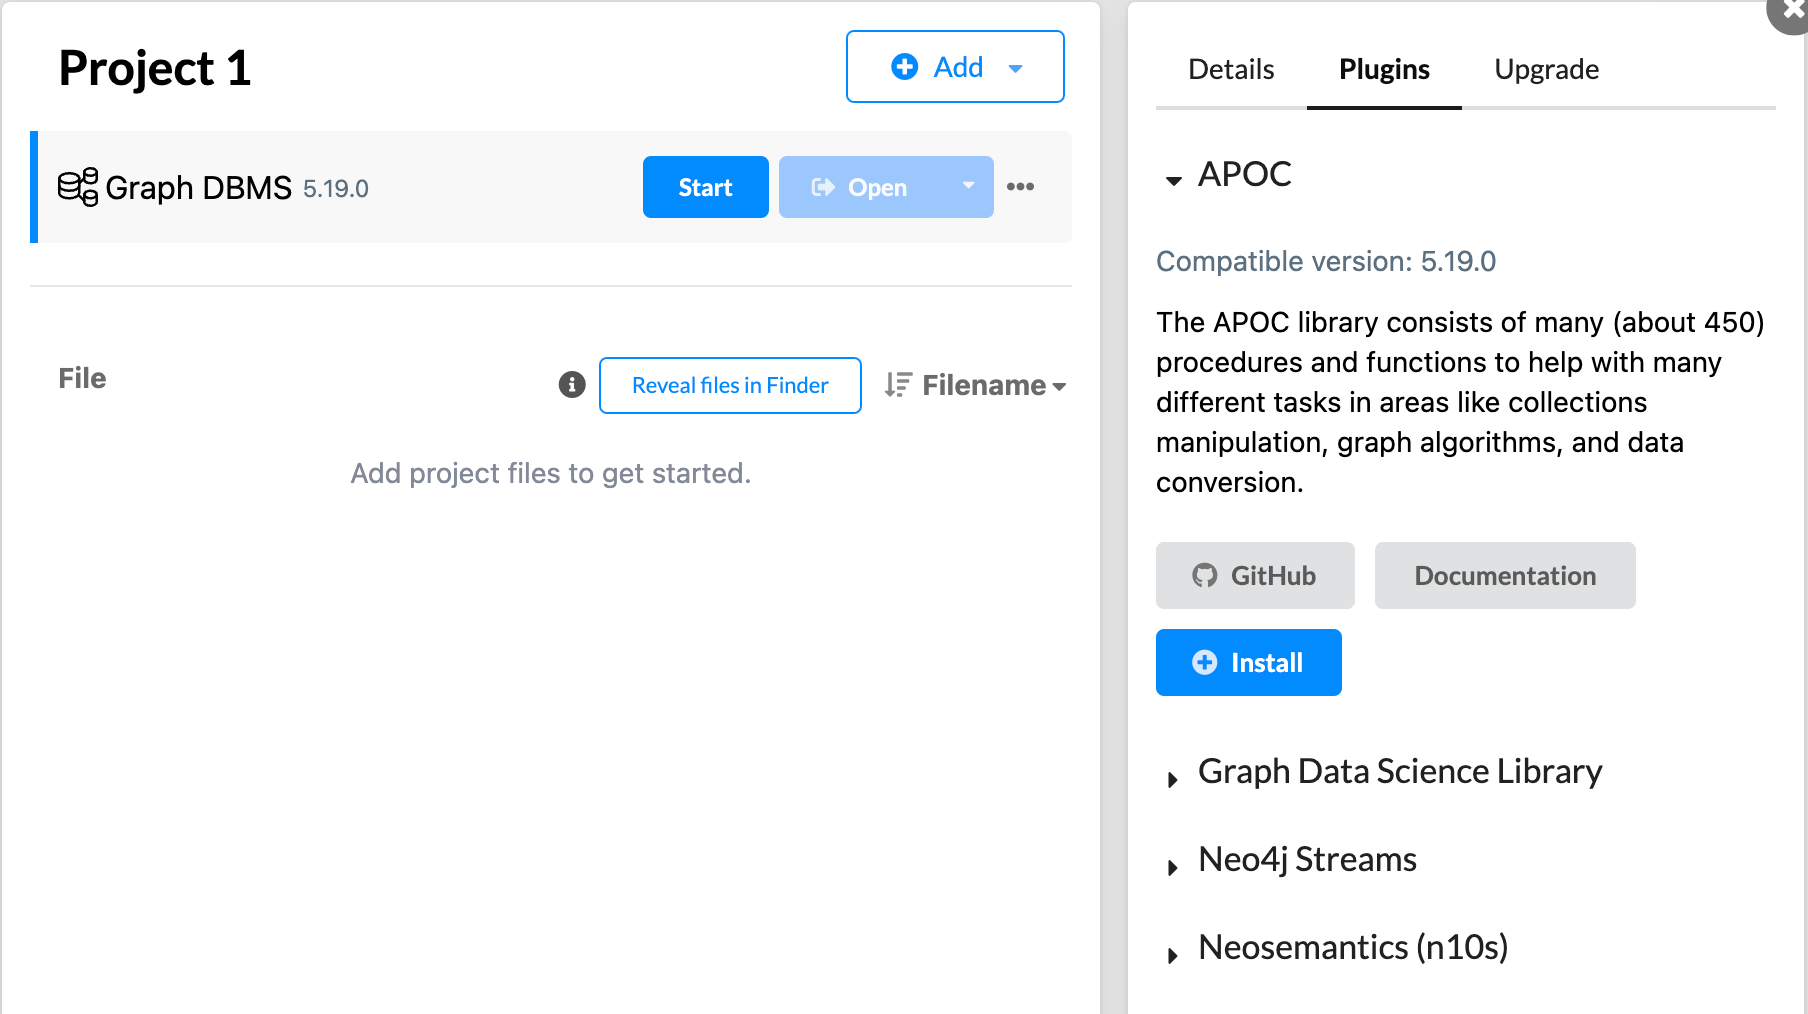 Project 1
Add
Graph DBMS 5.19.0
Start
Open
File
Reveal files in Finder
Filename
Add project files to get started.
Details
Plugins
Upgrade
APOC
Compatible version: 5.19.0
The APOC library consists of many (about 450)
procedures and functions to help with many
different tasks in areas like collections
manipulation, graph algorithms, and data
conversion.
GitHub
Documentation
Install
Graph Data Science Library
Neo4j Streams
Neosemantics (n10s)